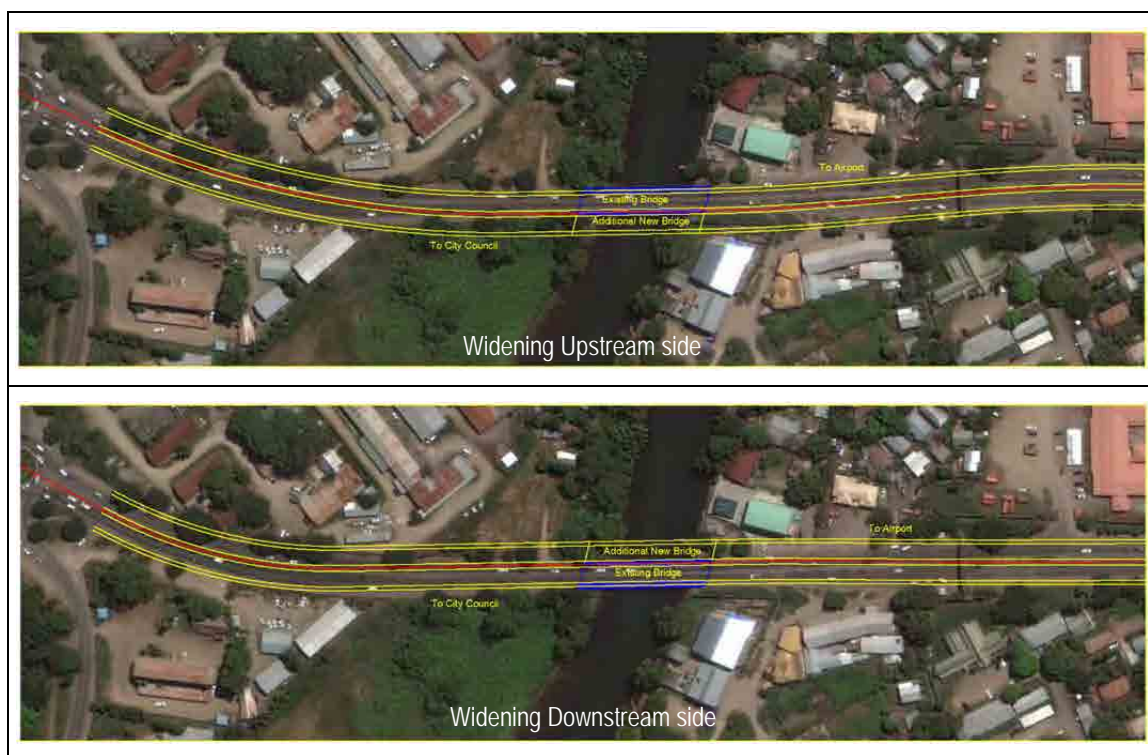 To Airport
Existing Bridge
Additional New Bridge
To City Council
Widening Upstream side
To Airport
Additional New Bridge
Existing Bridge
To City Council
Widening Downstream side